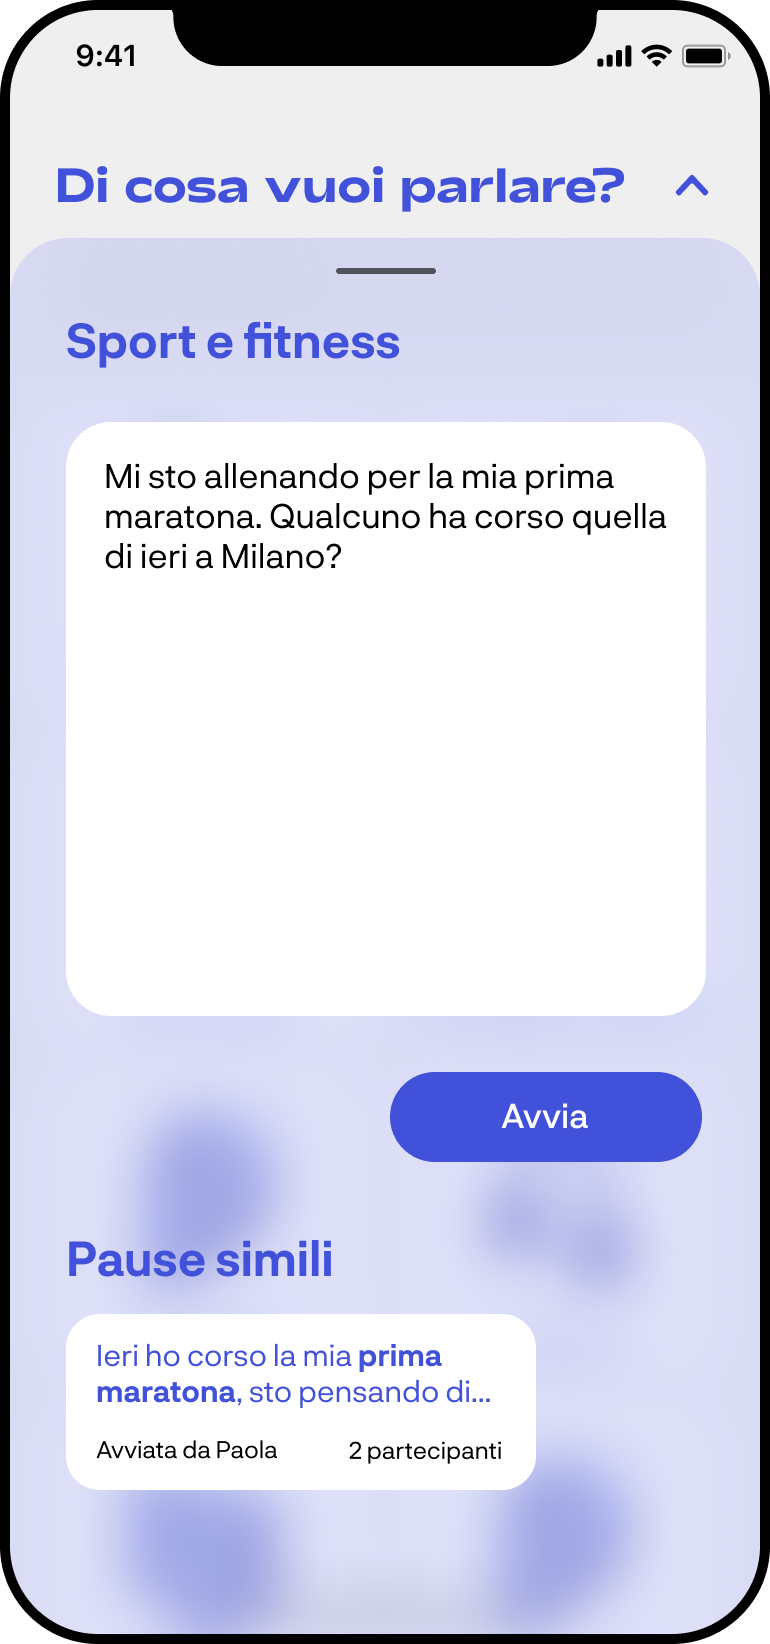 9:41
Di cosa vuoi parlare?
Sport e fitness
Mi sto allenando per la mia prima
maratona. Qualcuno ha corso quella
di ieri a Milano?
Avvia
Pause simili
Ieri ho corso la mia prima
maratona, sto pensando di...
Avviata da Paola 2 partecipanti